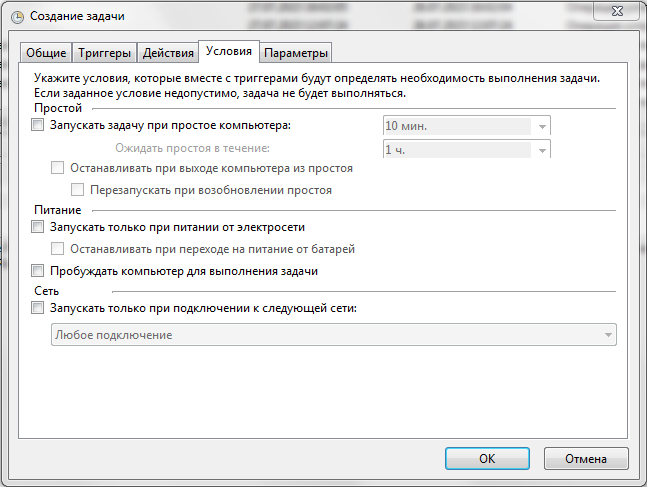 Создание задачи
Общие Триггеры Действия Условия Параметры
Укажите условия, которые вместе с триггерами будут определять необходимость выполнения задачи.
Если заданное условие недопустимо, задача не будет выполняться.
Простой
Запускать задачу при простое компьютера: 10 мин.
Ожидать простоя в течение: 1 ч.
Останавливать при выходе компьютера из простоя
Перезапускать при возобновлении простоя
Питание
Запускать только при питании от электросети
Останавливать при переходе на питание от батарей
Пробуждать компьютер для выполнения задачи
Сеть
Запускать только при подключении к следующей сети:
Любое подключение
OK Отмена